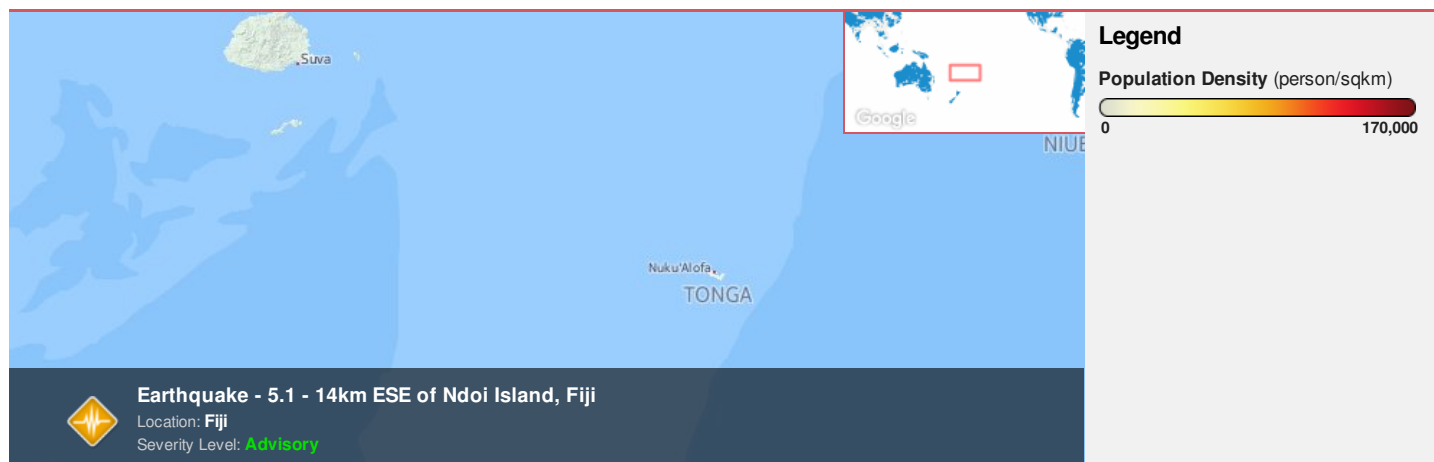 Suva
Google
NIUE
Nuku'Alofa
TONGA
Earthquake - 5.1 - 14km ESE of Ndoi Island, Fiji
Location: Fiji
Severity Level: Advisory
Legend
Population Density (person/sqkm)
0 170,000